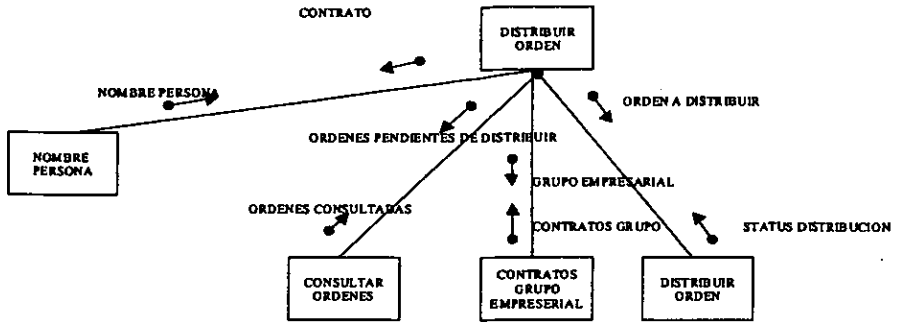 CONTRATO
DISTRIBUIR
ORDEN
NOMBRE PERSONA
ORDEN A DISTRIBUIR
ORDENES PENDIENTES DE DISTRIBUIR
NOMBRE
PERSONA
GRUPO EMPRESARIAL
ORDENES CONSULTADAS
CONTRATOS GRUPO
STATUS DISTRIBUCION
CONSULTAR
ORDENES
CONTRATOS
GRUPO
EMPRESERIAL
DISTRIBUIR
ORDEN